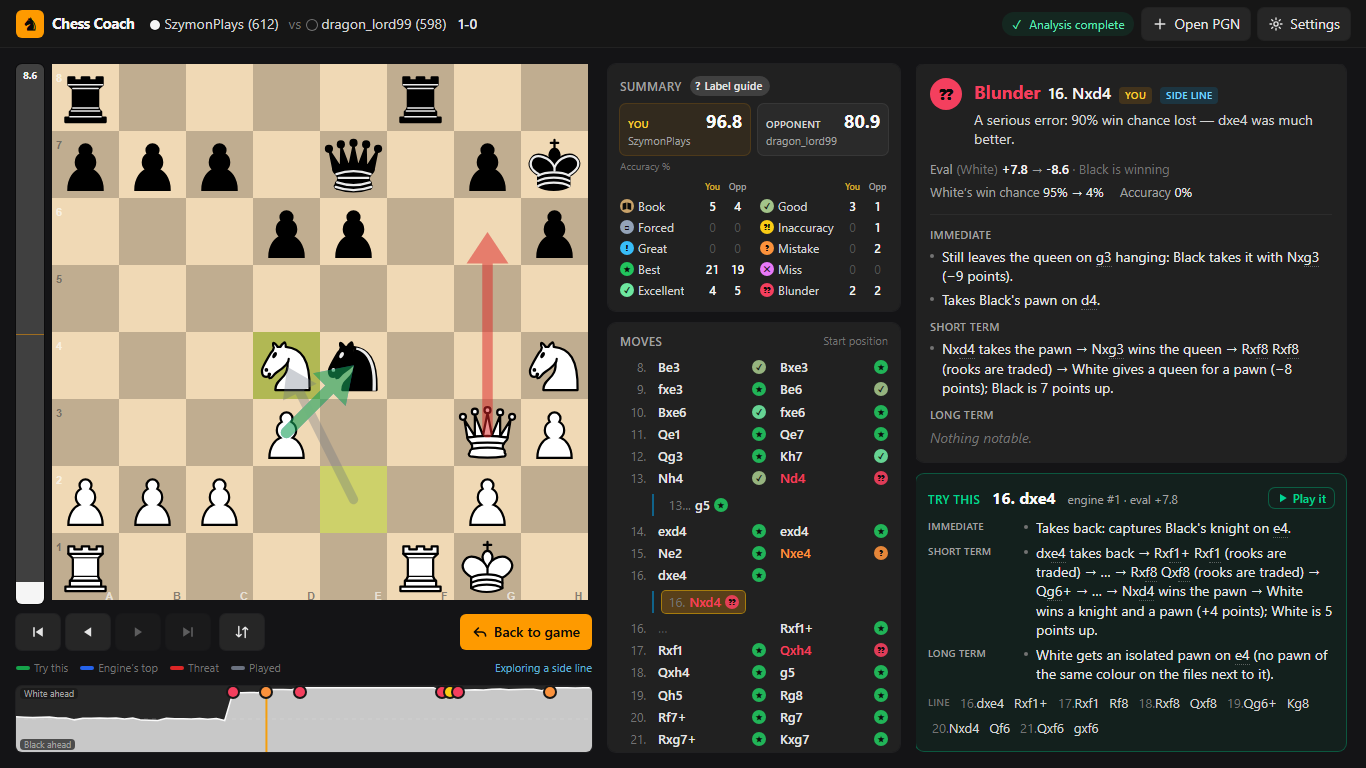 Chess Coach
SzymonPlays (612) vs dragon_lord99 (598) 1-0
✓ Analysis complete
+ Open PGN
Settings
8.6
8
7
6
5
4
3
2
1
A B C D E F G H
Back to game
Try this
Engine's top
Threat
Played
Exploring a side line
White ahead
Black ahead
SUMMARY
? Label guide
YOU 96.8
SzymonPlays
OPPONENT 80.9
dragon_lord99
Accuracy %
You Opp You Opp
Book 5 4 Good 3 1
Forced 0 0 Inaccuracy 0 1
Great 0 0 Mistake 0 2
Best 21 19 Miss 0 0
Excellent 4 5 Blunder 2 2
MOVES Start position
8. Be3 Bxe3
9. fxe3 Be6
10. Bxe6 fxe6
11. Qe1 Qe7
12. Qg3 Kh7
13. Nh4 Nd4 ??
13... g5
14. exd4 exd4
15. Ne2 Nxe4 ?
16. dxe4
16. Nxd4 ??
16. ... Rxf1+
17. Rxf1 Qxh4 ??
18. Qxh4 g5
19. Qh5 Rg8
20. Rf7+ Rg7
21. Rxg7+ Kxg7
?? Blunder 16. Nxd4 YOU SIDE LINE
A serious error: 90% win chance lost — dxe4 was much
better.
Eval (White) +7.8 → -8.6 · Black is winning
White's win chance 95% → 4% Accuracy 0%
IMMEDIATE
• Still leaves the queen on g3 hanging: Black takes it with Nxg3
(−9 points).
• Takes Black's pawn on d4.
SHORT TERM
• Nxd4 takes the pawn → Nxg3 wins the queen → Rxf8 Rxf8
(rooks are traded) → White gives a queen for a pawn (−8
points); Black is 7 points up.
LONG TERM
Nothing notable.
TRY THIS 16. dxe4 engine #1 · eval +7.8
Play it
IMMEDIATE • Takes back: captures Black's knight on e4.
SHORT TERM • dxe4 takes back → Rxf1+ Rxf1 (rooks are
traded) → ... → Rxf8 Qxf8 (rooks are traded) →
Qg6+ → ... → Nxd4 wins the pawn → White
wins a knight and a pawn (+4 points); White is 5
points up.
LONG TERM • White gets an isolated pawn on e4 (no pawn of
the same colour on the files next to it).
LINE 16.dxe4 Rxf1+ 17.Rxf1 Rf8 18.Rxf8 Qxf8 19.Qg6+ Kg8
20.Nxd4 Qf6 21.Qxf6 gxf6